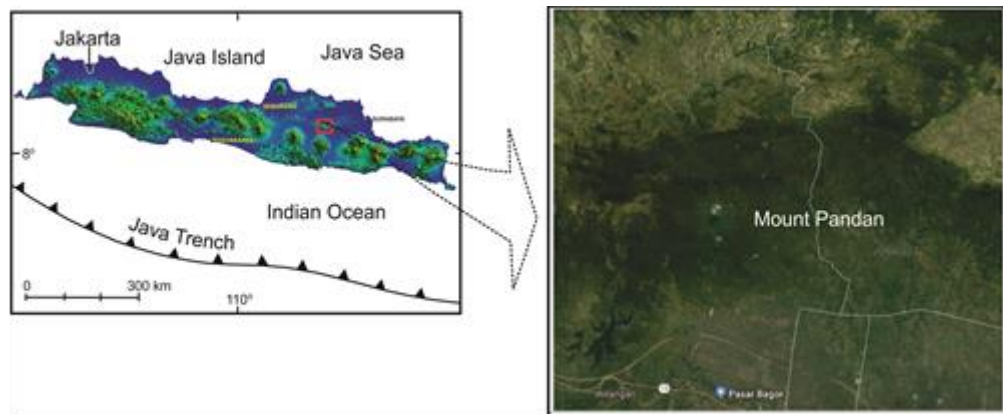 Jakarta
Java Island
Java Sea
8°
Indian Ocean
Java Trench
0
300 km
110°
Mount Pandan
Pasar Bagor